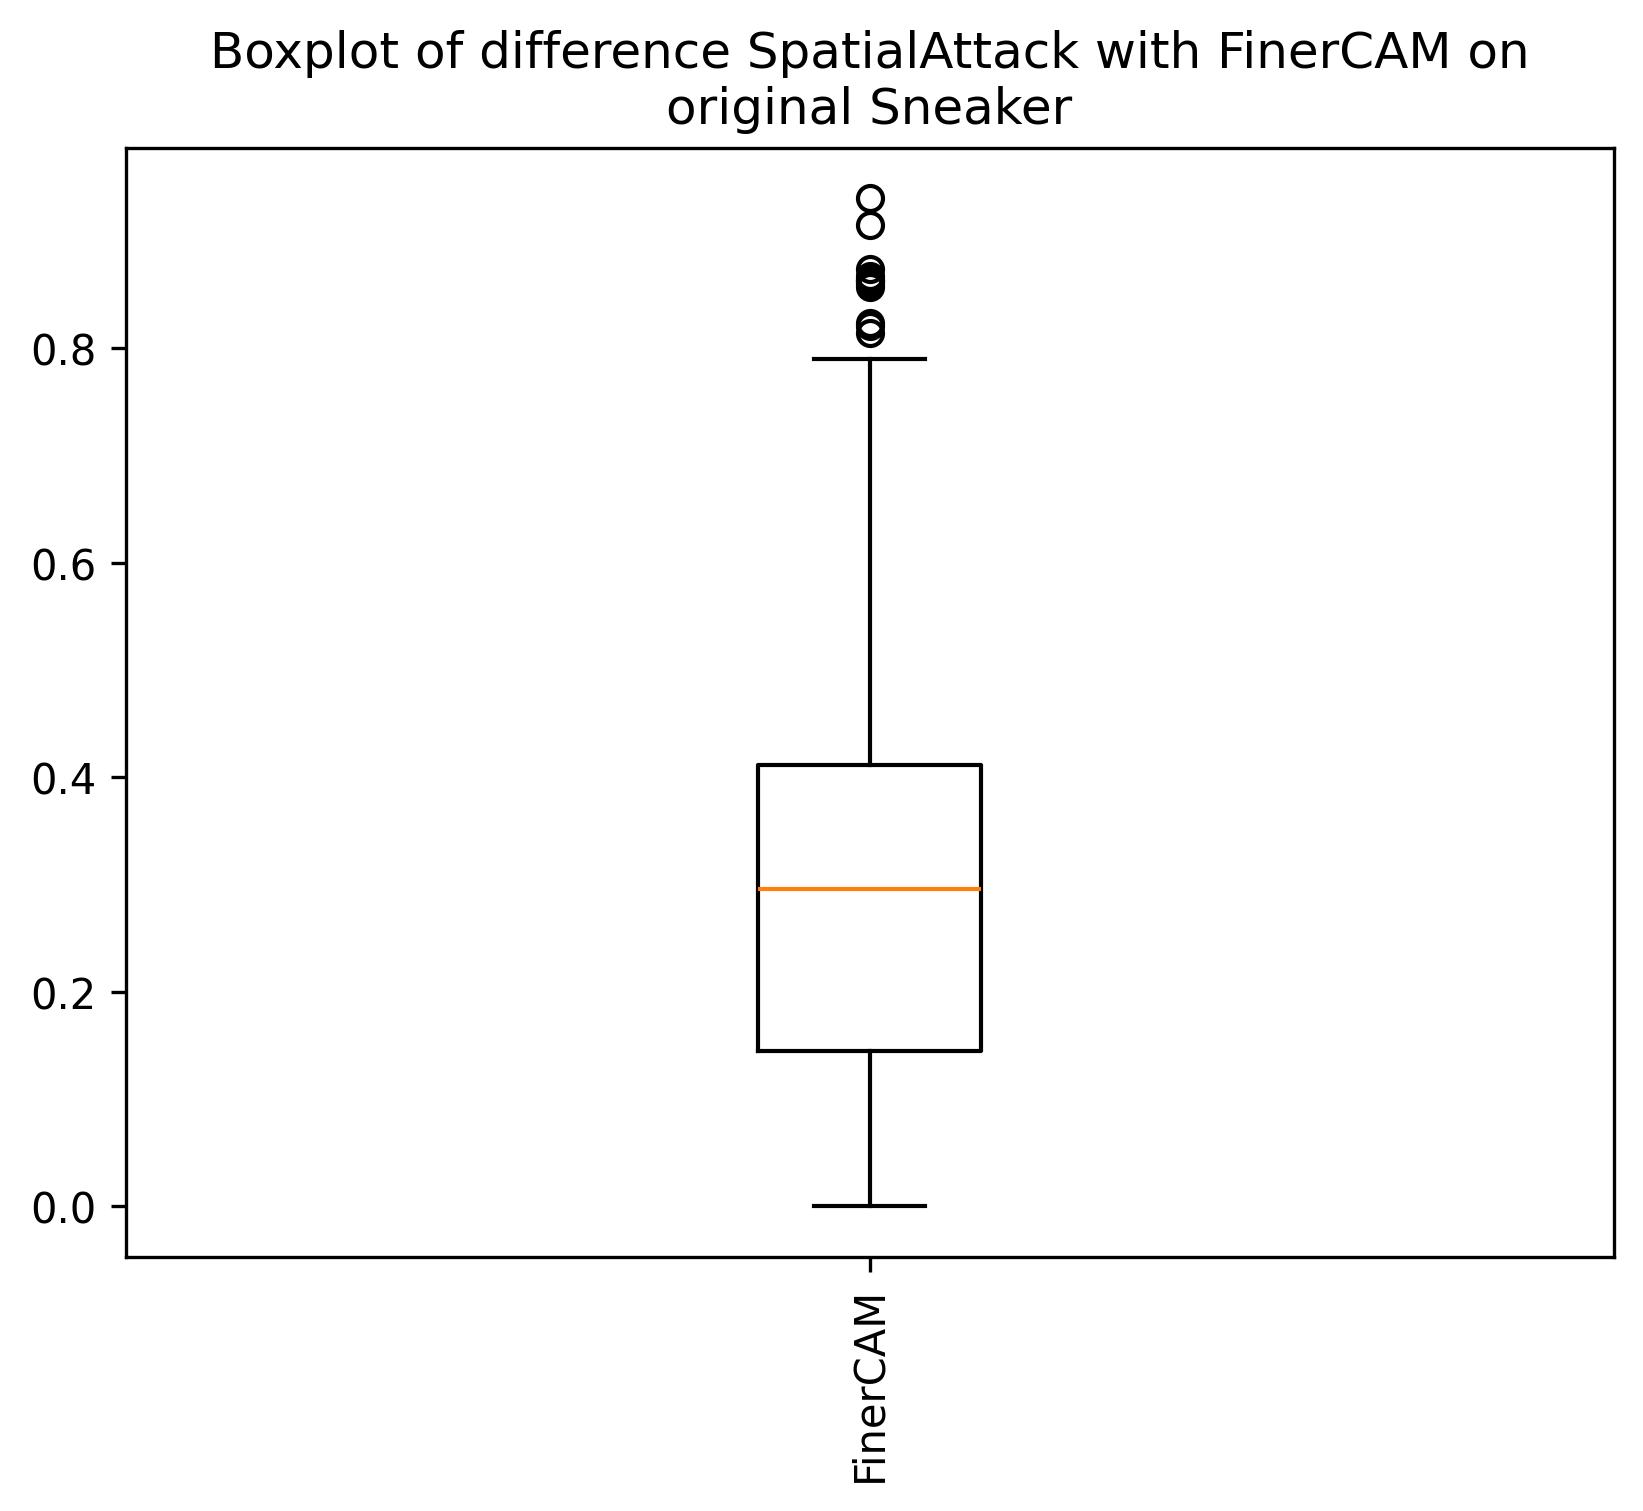 Boxplot of difference SpatialAttack with FinerCAM on
original Sneaker
0.8
0.6
0.4
0.2
0.0
FinerCAM